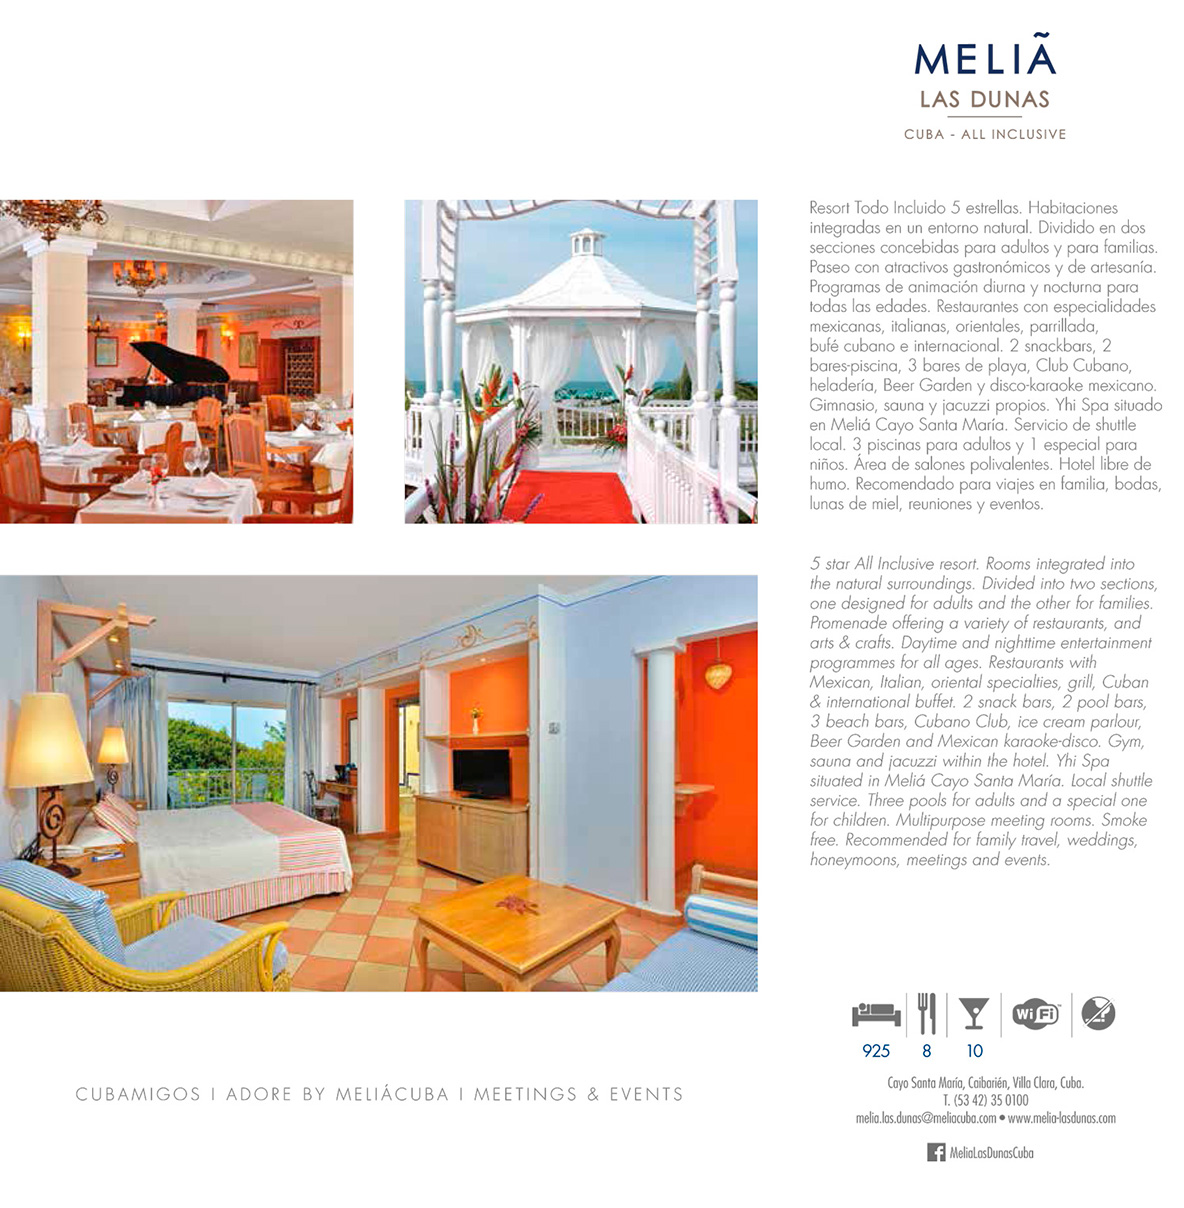 MELIÃ
LAS DUNAS
CUBA - ALL INCLUSIVE
Resort Todo Incluido 5 estrellas. Habitaciones
integradas en un entorno natural. Dividido en dos
secciones concebidas para adultos y para familias.
Paseo con atractivos gastronómicos y de artesanía.
Programas de animación diurna y nocturna para
todas las edades. Restaurantes con especialidades
mexicanas, italianas, orientales, parrillada,
bufé cubano e internacional. 2 snackbars, 2
bares-piscina, 3 bares de playa, Club Cubano,
heladería, Beer Garden y disco-karaoke mexicano.
Gimnasio, sauna y jacuzzi propios. Yhi Spa situado
en Meliá Cayo Santa María. Servicio de shuttle
local. 3 piscinas para adultos y 1 especial para
niños. Área de salones polivalentes. Hotel libre de
humo. Recomendado para viajes en familia, bodas,
lunas de miel, reuniones y eventos.
5 star All Inclusive resort. Rooms integrated into
the natural surroundings. Divided into two sections,
one designed for adults and the other for families.
Promenade offering a variety of restaurants, and
arts & crafts. Daytime and nighttime entertainment
programmes for all ages. Restaurants with
Mexican, Italian, oriental specialties, grill, Cuban
& international buffet. 2 snack bars, 2 pool bars,
3 beach bars, Cubano Club, ice cream parlour,
Beer Garden and Mexican karaoke-disco. Gym,
sauna and jacuzzi within the hotel. Yhi Spa
situated in Meliá Cayo Santa María. Local shuttle
service. Three pools for adults and a special one
for children. Multipurpose meeting rooms. Smoke
free. Recommended for family travel, weddings,
honeymoons, meetings and events.
Wi Fi ™
925 8 10
CUBAMIGOS I ADORE BY MELIÁCUBA I MEETINGS & EVENTS
Cayo Santa María, Caibarién, Villa Clara, Cuba.
T. (53 42) 35 0100
melia.las.dunas@meliacuba.com • www.melia-lasdunas.com
f MeliaLasDunasCuba